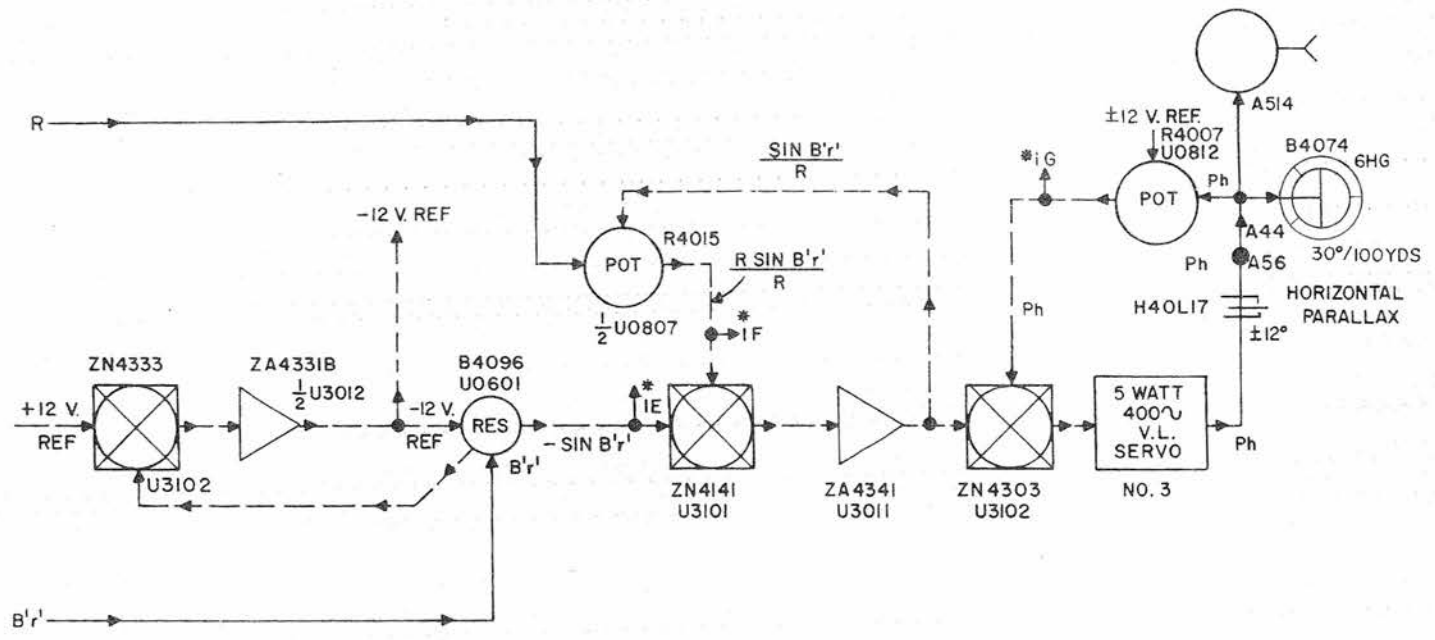 R
SIN B'r'
R
-12 V. REF
POT
R4015
½ U0807
R SIN B'r'
R
*
1F
±12 V. REF.
R4007
U0812
POT
*1G
Ph
A514
B4074
6HG
30°/100YDS
A44
Ph
A56
H40L17
HORIZONTAL
PARALLAX
±12°
Ph
ZN4333
+12 V.
REF
U3102
ZA4331B
½ U3012
-12 V.
REF
B4096
U0601
RES
B'r'
-SIN B'r'
*
1E
ZN4141
U3101
ZA4341
U3011
ZN4303
U3102
5 WATT
400∿
V.L.
SERVO
NO. 3
Ph
B'r'